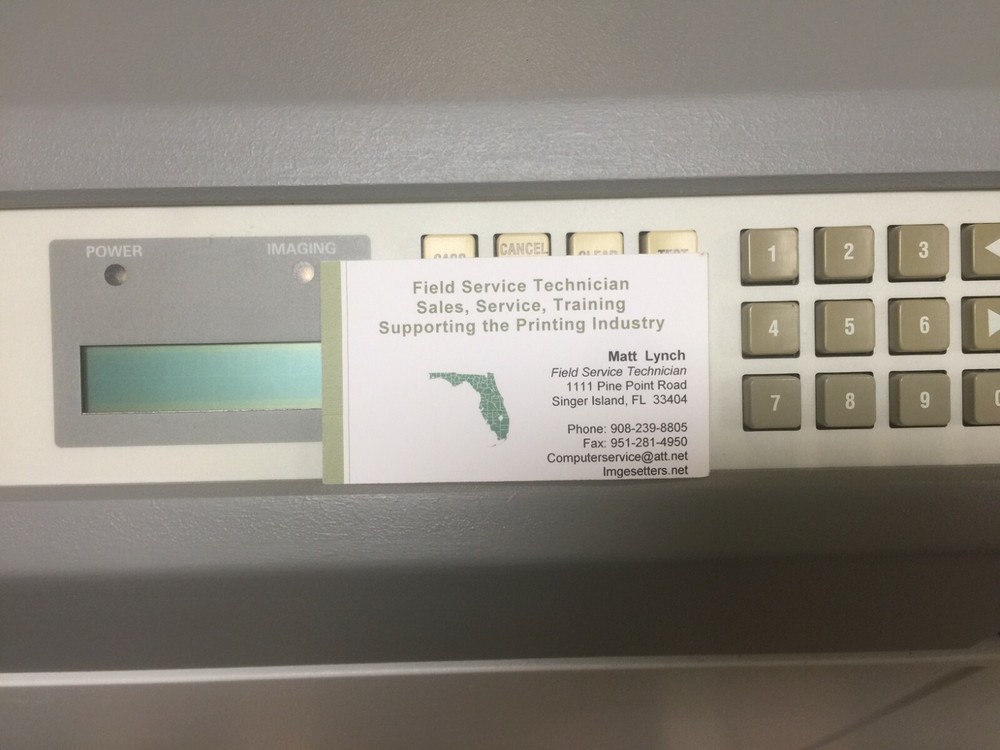 POWER
IMAGING
CANCEL
1
2
3
4
5
6
7
8
9
Field Service Technician
Sales, Service, Training
Supporting the Printing Industry
Matt Lynch
Field Service Technician
1111 Pine Point Road
Singer Island, FL 33404
Phone: 908-239-8805
Fax: 951-281-4950
Computerservice@att.net
Imgesetters.net